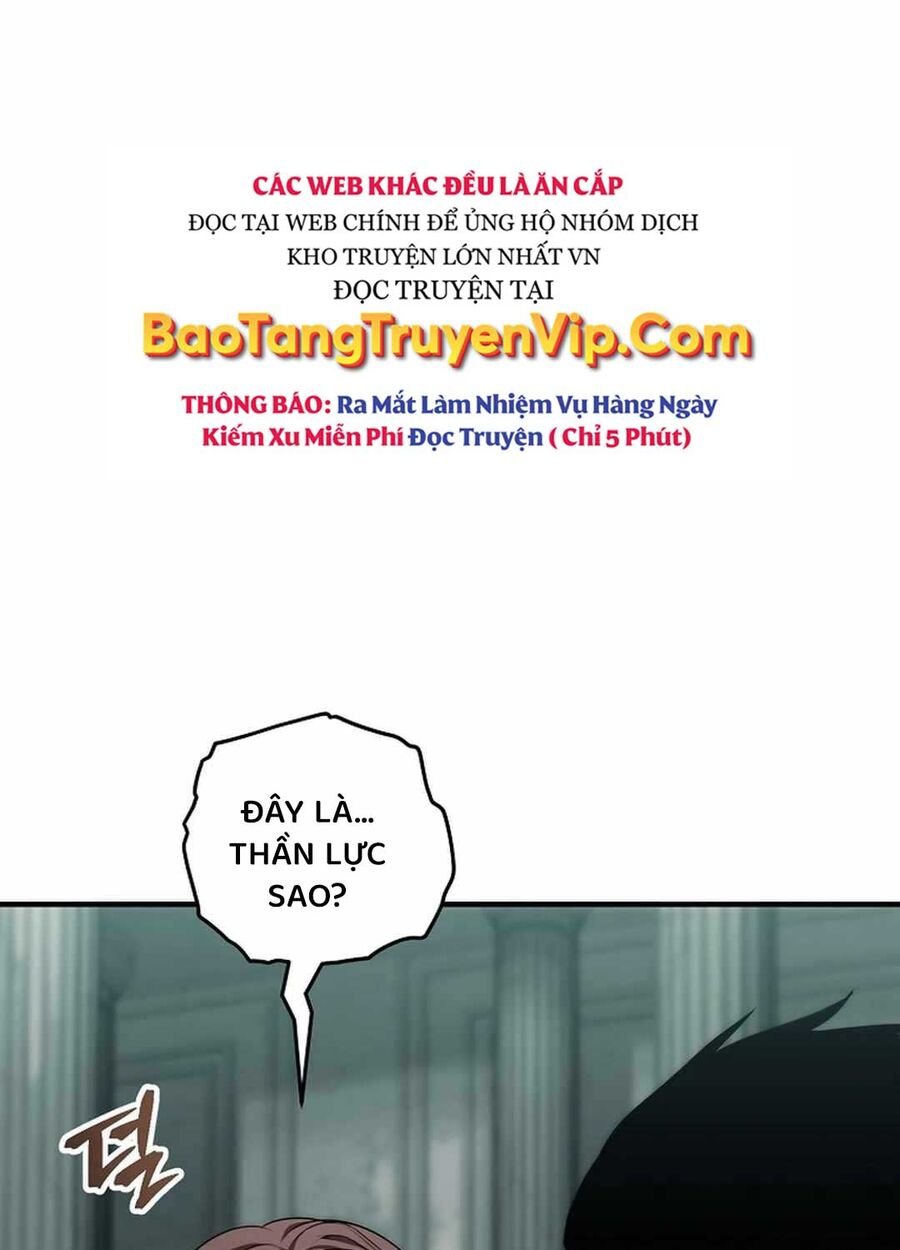 CÁC WEB KHÁC ĐỀU LÀ ĂN CẮP
ĐỌC TẠI WEB CHÍNH ĐỂ ỦNG HỘ NHÓM DỊCH
KHO TRUYỆN LỚN NHẤT VN
ĐỌC TRUYỆN TẠI
BaoTangTruyenVip.Com
THÔNG BÁO: Ra Mắt Làm Nhiệm Vụ Hàng Ngày
Kiếm Xu Miễn Phí Đọc Truyện ( Chỉ 5 Phút)
ĐÂY LÀ...
THẦN LỰC
SAO?
덜